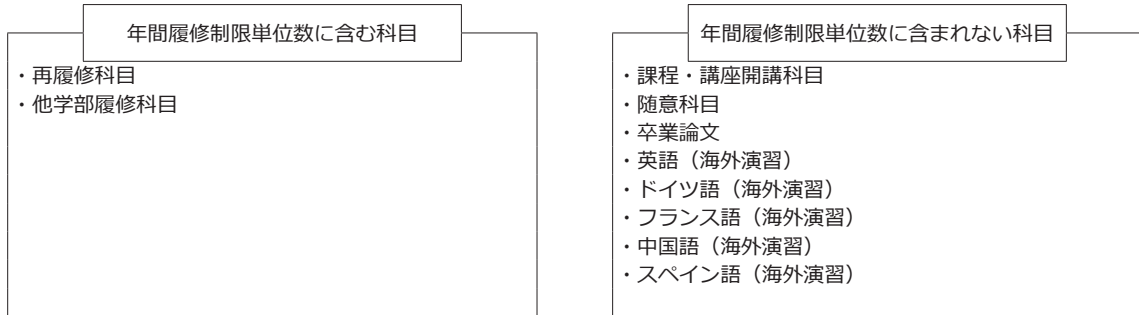 年間履修制限単位数に含む科目
・再履修科目
・他学部履修科目
年間履修制限単位数に含まれない科目
・課程・講座開講科目
・随意科目
・卒業論文
・英語（海外演習）
・ドイツ語（海外演習）
・フランス語（海外演習）
・中国語（海外演習）
・スペイン語（海外演習）